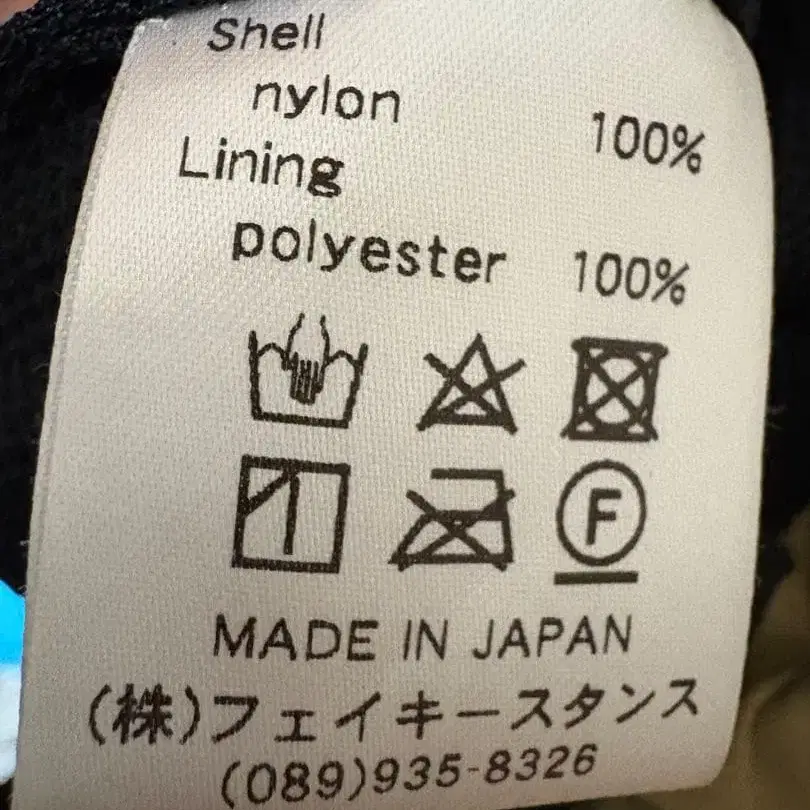 Shell
nylon 100%
Lining
polyester 100%
F
MADE IN JAPAN
(株)フェイキースタンス
(089)935-8326